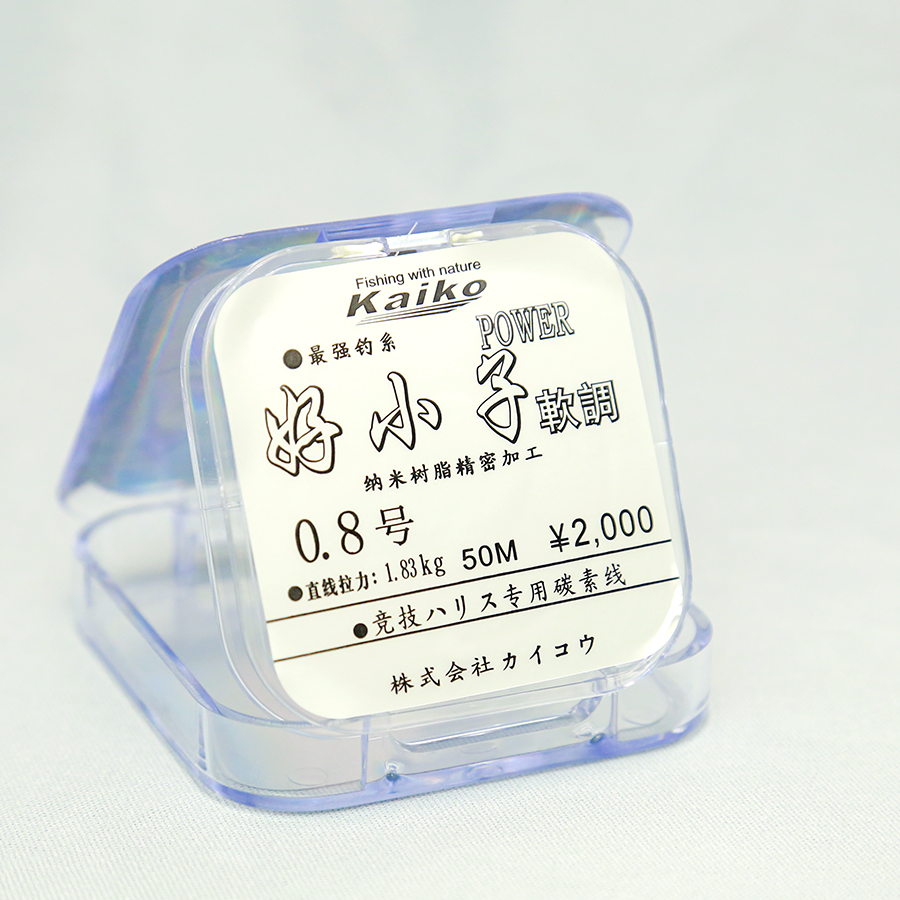 Fishing with nature
Kaiko
POWER
●最强钓系
好小子 軟調
纳米树脂精密加工
0.8号
●直线拉力：1.83kg 50M ¥2,000
●竞技ハリス专用碳素线
株式会社カイコウ